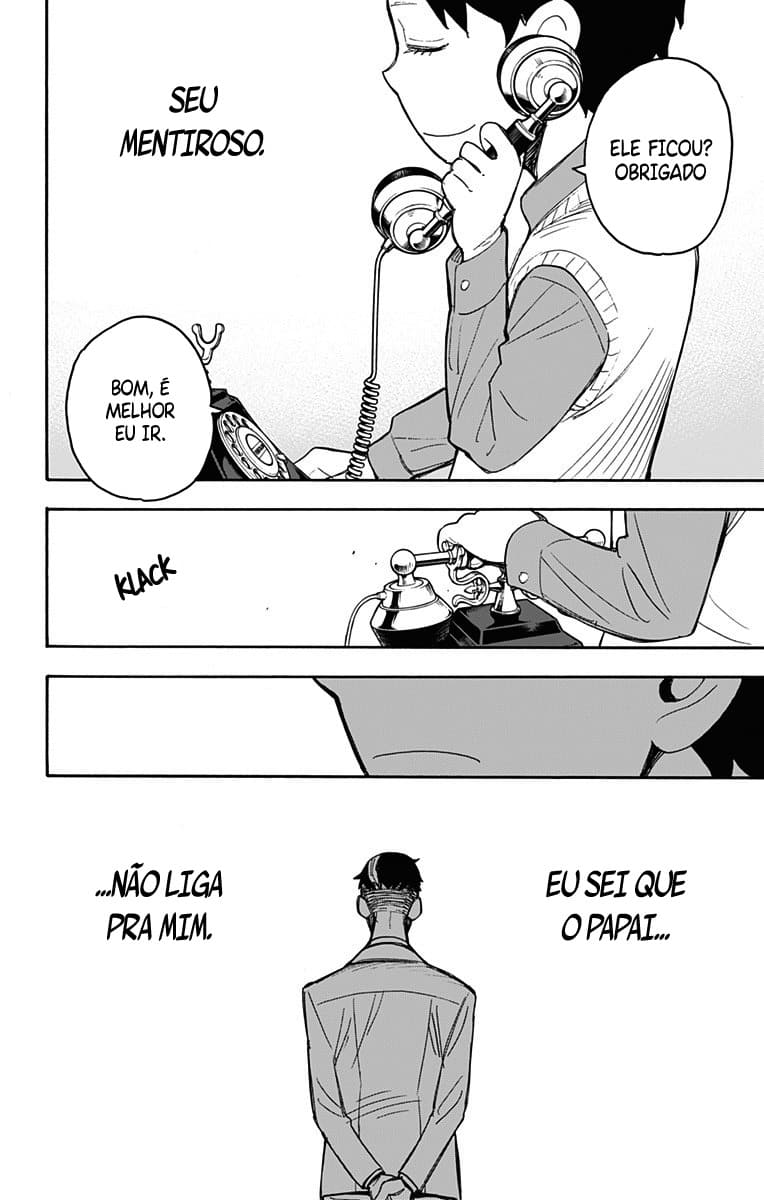 ELE FICOU?
OBRIGADO
SEU
MENTIROSO.
BOM, É
MELHOR
EU IR.
KLACK
EU SEI QUE
O PAPAI...
...NÃO LIGA
PRA MIM.